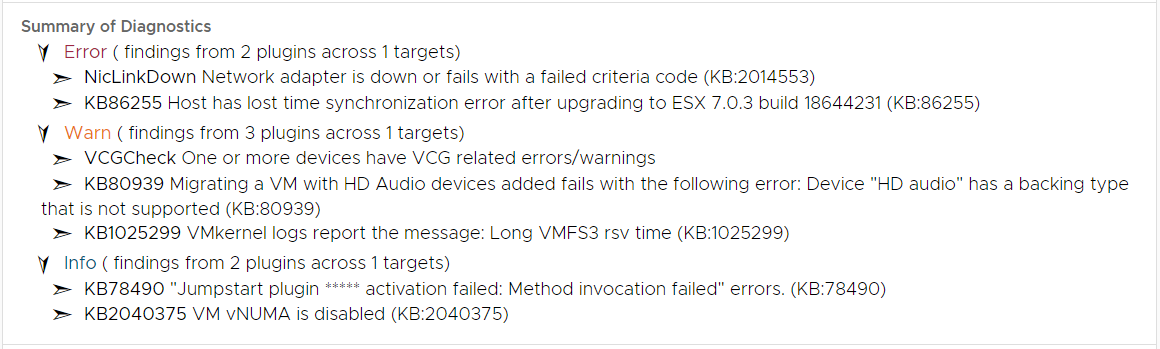 Summary of Diagnostics
Error ( findings from 2 plugins across 1 targets)
NicLinkDown Network adapter is down or fails with a failed criteria code (KB:2014553)
KB86255 Host has lost time synchronization error after upgrading to ESX 7.0.3 build 18644231 (KB:86255)
Warn ( findings from 3 plugins across 1 targets)
VCGCheck One or more devices have VCG related errors/warnings
KB80939 Migrating a VM with HD Audio devices added fails with the following error: Device "HD audio" has a backing type
that is not supported (KB:80939)
KB1025299 VMkernel logs report the message: Long VMFS3 rsv time (KB:1025299)
Info ( findings from 2 plugins across 1 targets)
KB78490 "Jumpstart plugin ***** activation failed: Method invocation failed" errors. (KB:78490)
KB2040375 VM vNUMA is disabled (KB:2040375)